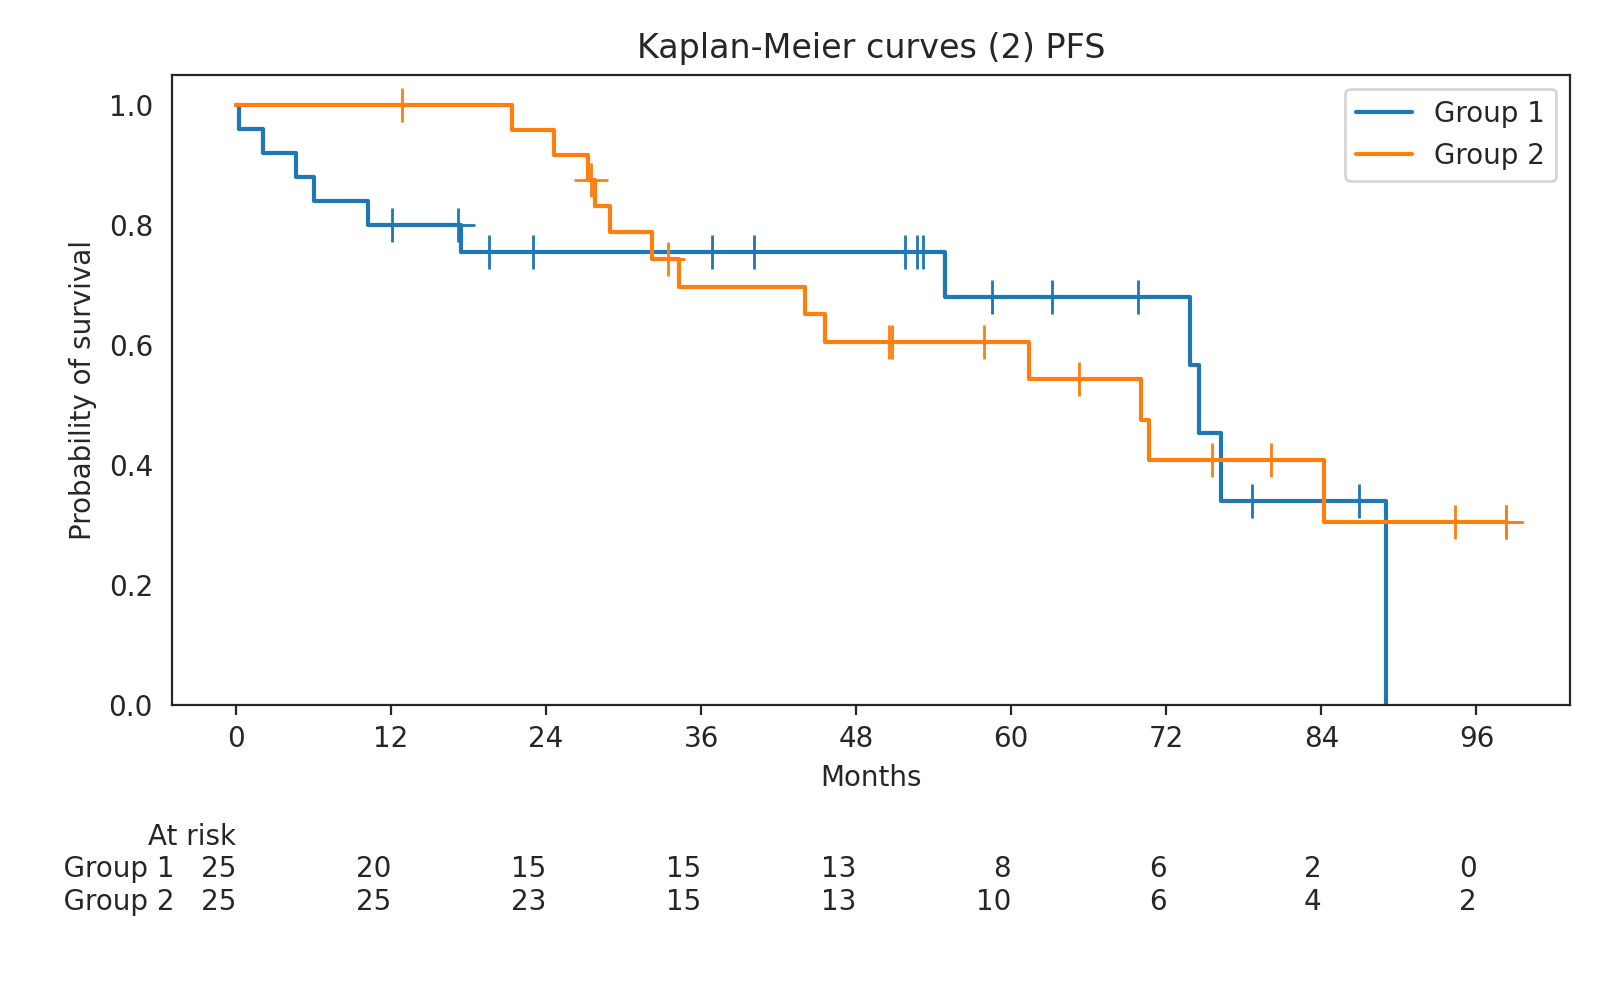 Kaplan-Meier curves (2) PFS
Group 1
Group 2
Probability of survival
1.0
0.8
0.6
0.4
0.2
0.0
0 12 24 36 48 60 72 84 96
Months
At risk
Group 1 25 20 15 15 13 8 6 2 0
Group 2 25 25 23 15 13 10 6 4 2